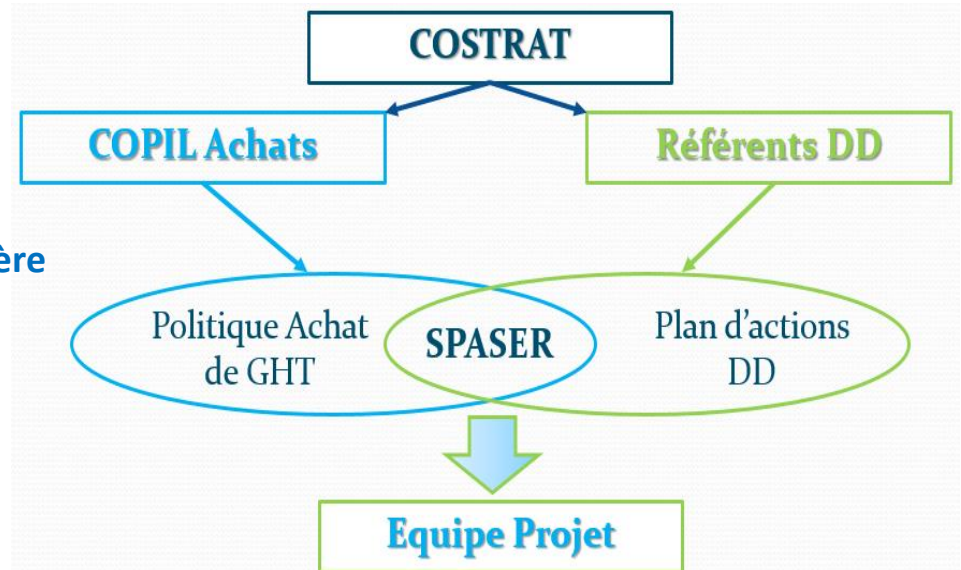 COSTRAT
COPIL Achats
Référents DD
ère
Politique Achat
de GHT
SPASER
Plan d'actions
DD
Equipe Projet